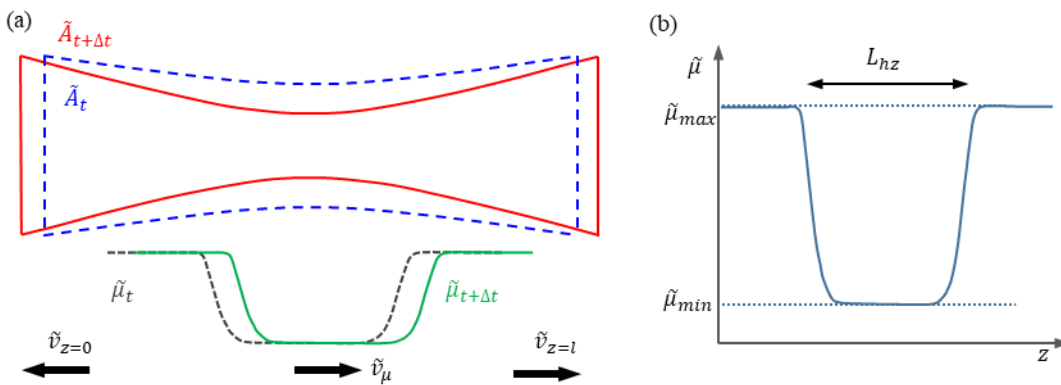 (a)
Ã_{t+Δt}
Ã_t
μ̃_t
μ̃_{t+Δt}
ṽ_{z=0}
ṽ_μ
ṽ_{z=l}
(b)
μ̃
L_{hz}
μ̃_{max}
μ̃_{min}
z